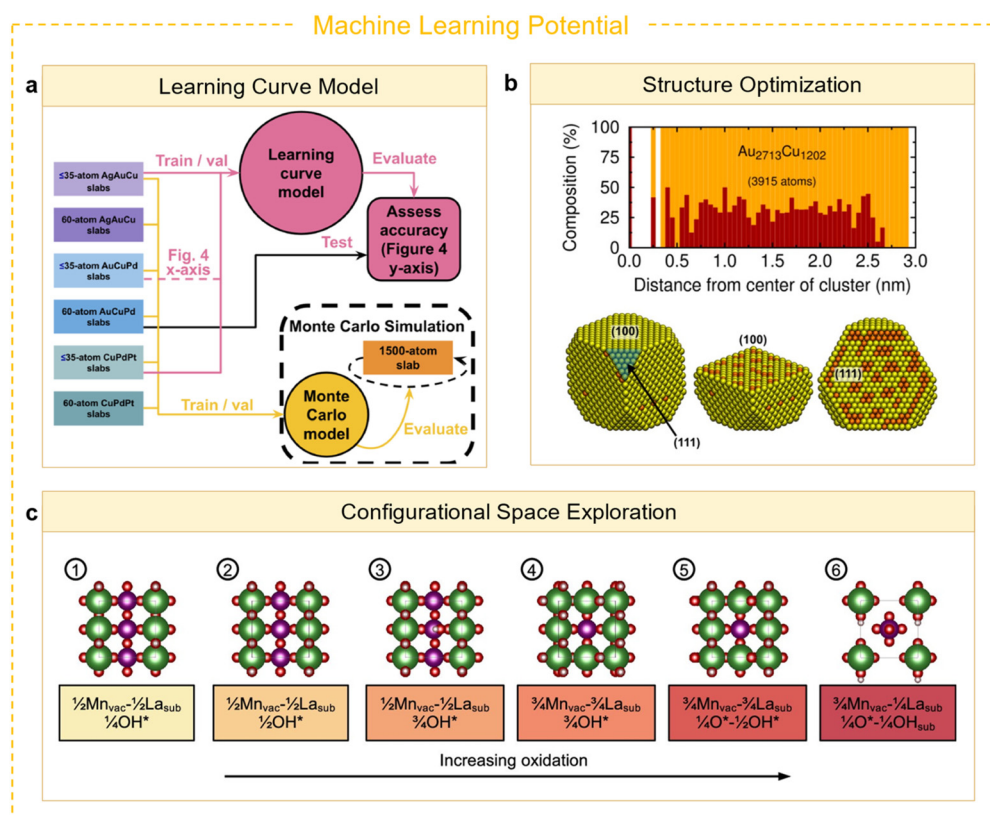 Machine Learning Potential
a
Learning Curve Model
≤35-atom AgAuCu
slabs
60-atom AgAuCu
slabs
≤35-atom AuCuPd
slabs
60-atom AuCuPd
slabs
≤35-atom CuPdPt
slabs
60-atom CuPdPt
slabs
Train / val
Learning
curve
model
Evaluate
Assess
accuracy
(Figure 4
y-axis)
Test
Fig. 4
x-axis
Monte Carlo Simulation
1500-atom
slab
Train / val
Monte
Carlo
model
Evaluate
b
Structure Optimization
Composition (%)
100
75
50
25
0
Au2713Cu1202
(3915 atoms)
0.0 0.5 1.0 1.5 2.0 2.5 3.0
Distance from center of cluster (nm)
(100)
(111)
(100)
(111)
c
Configurational Space Exploration
1
2
3
4
5
6
½Mnvac-½Lasub
¼OH*
½Mnvac-½Lasub
½OH*
½Mnvac-½Lasub
¾OH*
¾Mnvac-¾Lasub
¾OH*
¾Mnvac-¾Lasub
¼O*-½OH*
¾Mnvac-¼Lasub
¼O*-¼OHsub
Increasing oxidation